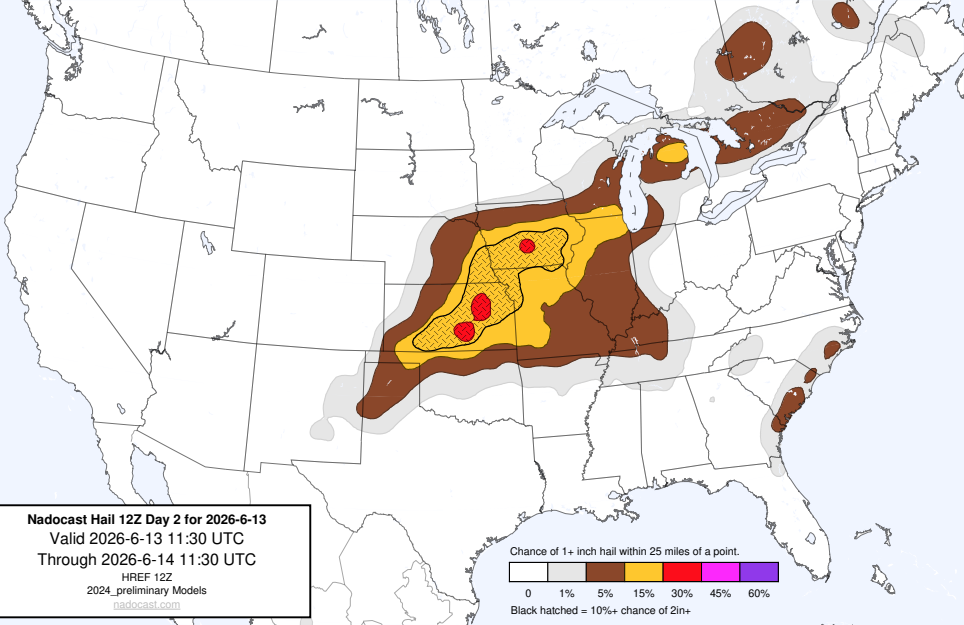 Nadocast Hail 12Z Day 2 for 2026-6-13
Valid 2026-6-13 11:30 UTC
Through 2026-6-14 11:30 UTC
HREF 12Z
2024_preliminary Models
nadocast.com
Chance of 1+ inch hail within 25 miles of a point.
0 1% 5% 15% 30% 45% 60%
Black hatched = 10%+ chance of 2in+